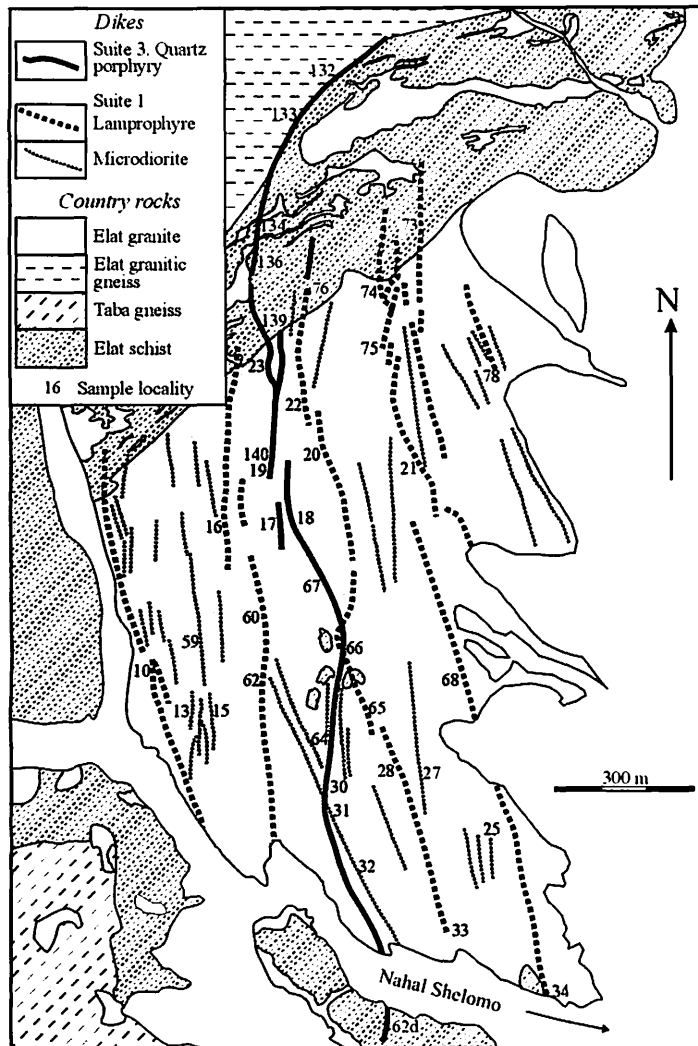 Dikes
Suite 3. Quartz
porphyry
Suite 1
Lamprophyre
Microdiorite
Country rocks
Elat granite
Elat granitic
gneiss
Taba gneiss
Elat schist
16 Sample locality
132
133
134
136
139
73
76
74
75
78
N
23
22
140
19
20
21
16
17
18
67
60
59
66
10
62
68
13
15
65
64
28
27
30
31
300 m
25
32
33
34
Nahal Shelomo
62d